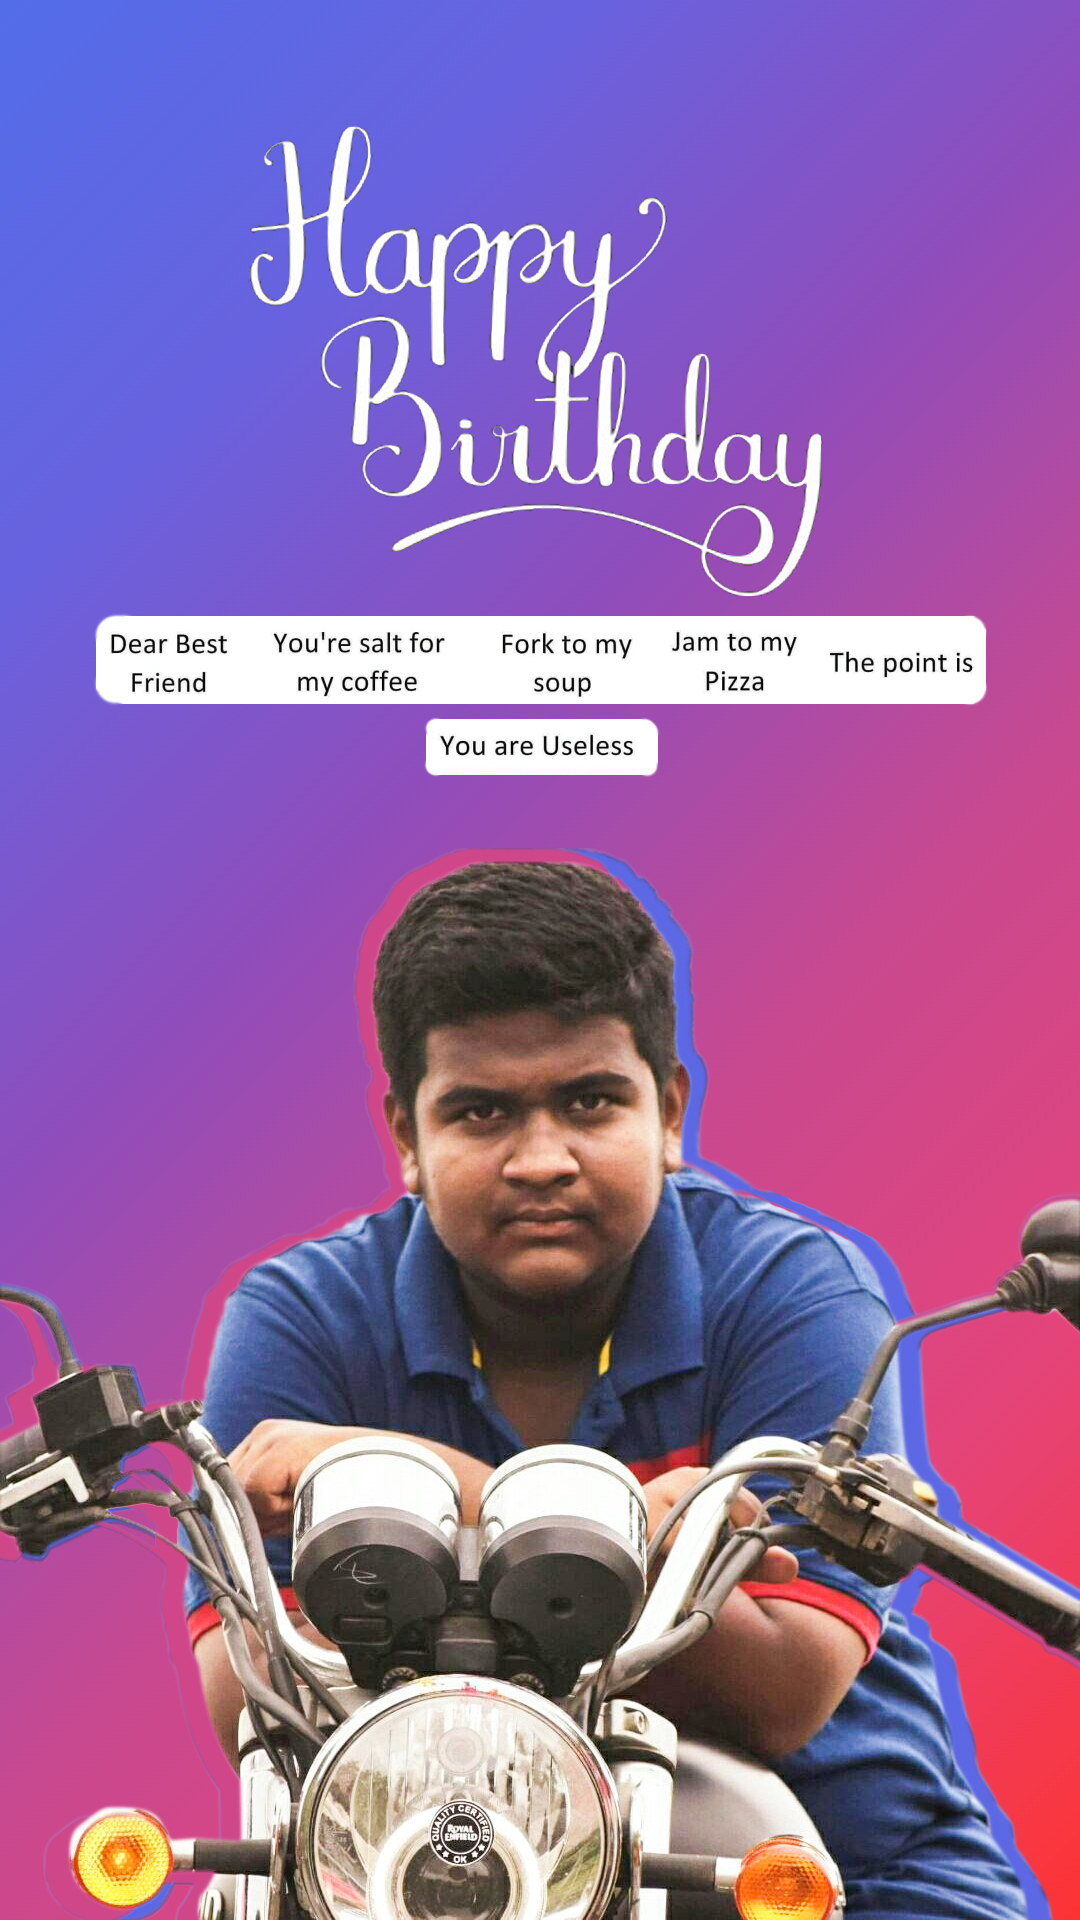 Happy
Birthday
Dear Best
Friend
You're salt for
my coffee
Fork to my
soup
Jam to my
Pizza
The point is
You are Useless
QUALITY CERTIFIED
ROYAL
ENFIELD
OK